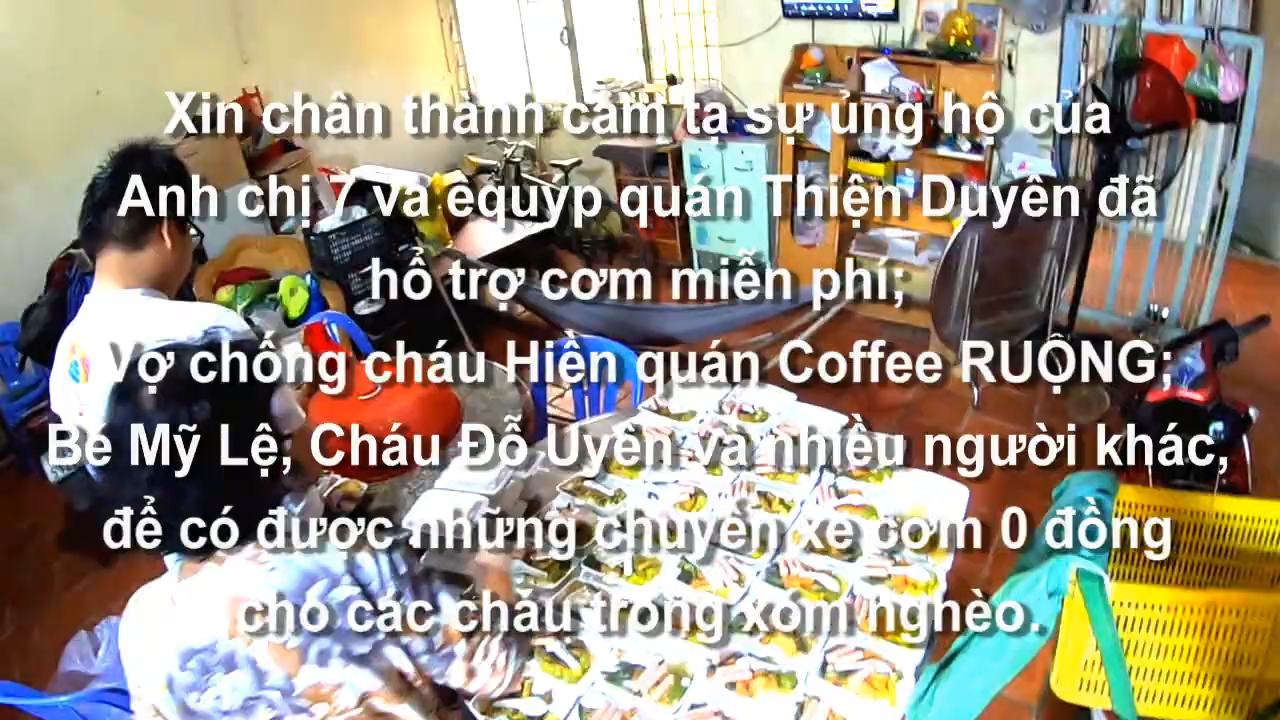 Xin chân thành cảm tạ sự ủng hộ của
Anh chị 7 và êquýp quán Thiện Duyên đã
hổ trợ cơm miễn phí;
Vợ chồng cháu Hiền quán Coffee RUỘNG;
Bé Mỹ Lệ, Cháu Đỗ Uyên và nhiều người khác,
để có được những chuyến xe cơm 0 đồng
cho các cháu trong xóm nghèo.